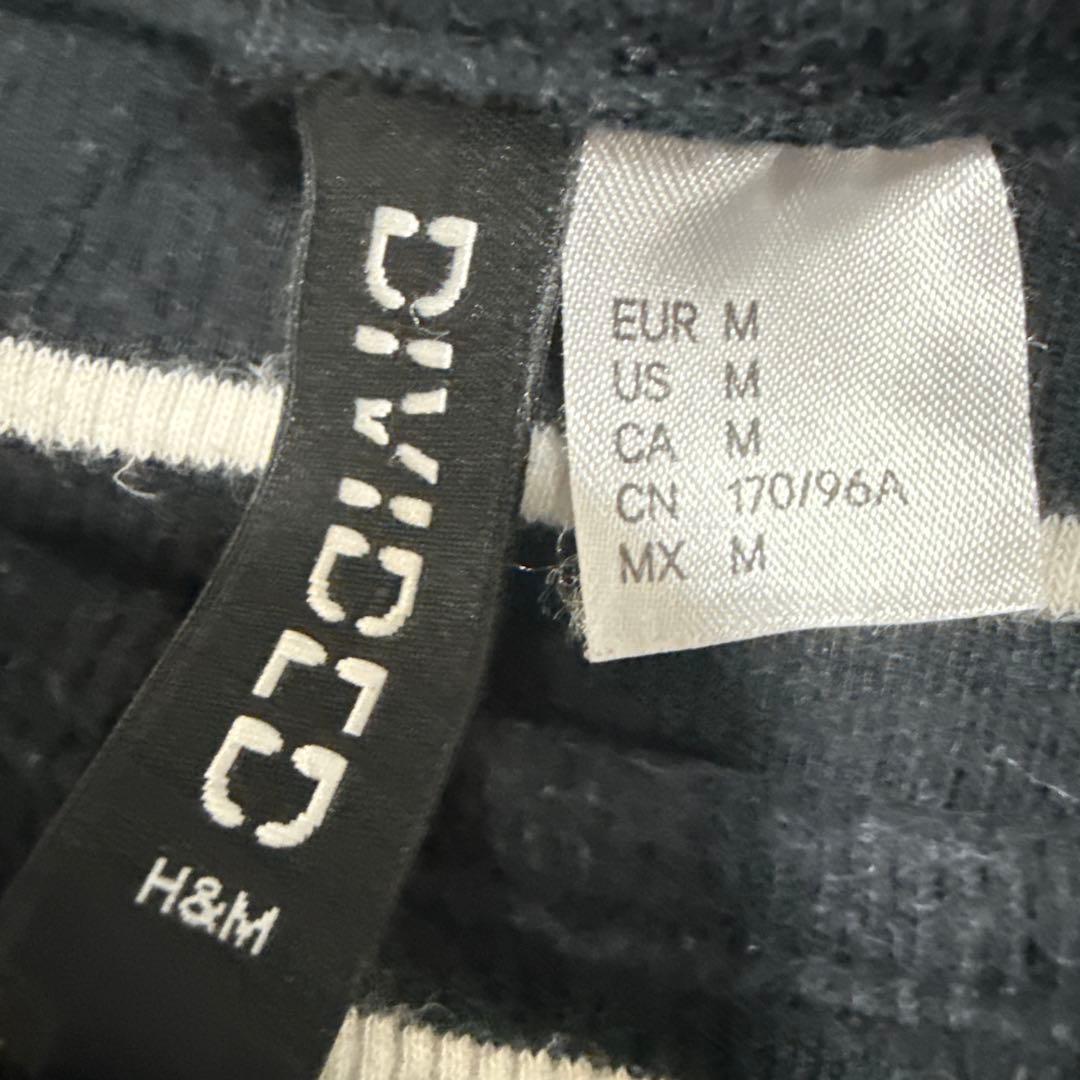 DIVIDED
H&M
EUR M
US M
CA M
CN 170/96A
MX M